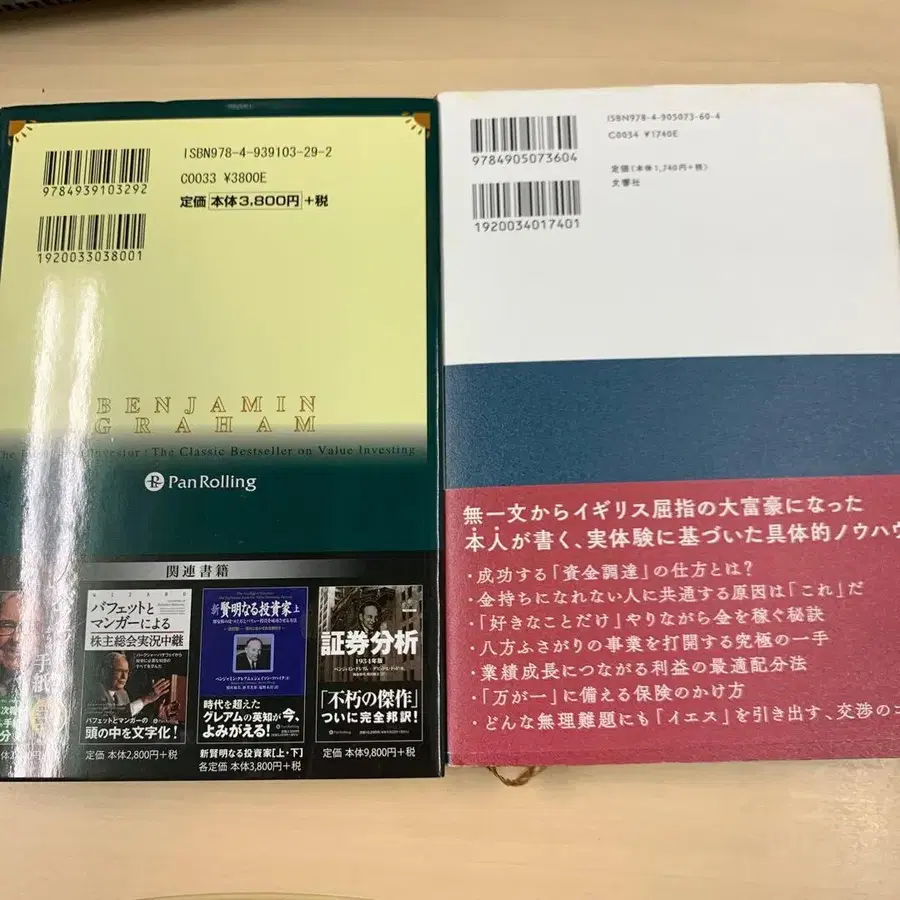 ISBN978-4-939103-29-2
9784939103292
C0033 ¥3800E
定価 本体3,800円 +税
1920033038001
BENJAMIN
GRAHAM
Investor: The Classic Bestseller on Value Investing
PanRolling
関連書籍
WIZARD
バフェットと
マンガーによる
株主総会実況中継
バフェットとマンガーの
頭の中を文字化!
定価 本体2,800円+税
新 賢明なる投資家 上
時代を超えた
グレアムの英知が今、
よみがえる!
新賢明なる投資家[上・下]
各定価 本体3,800円+税
証券分析
1934年版
「不朽の傑作」
ついに完全邦訳!
PanRolling
定価 本体9,800円+税
ISBN978-4-905073-60-4
C0034 ¥1740E
9784905073604
定価(本体1,740円+税)
文響社
1920034017401
無一文からイギリス屈指の大富豪になった
本人が書く、実体験に基づいた具体的ノウハウ
・成功する「資金調達」の仕方とは?
・金持ちになれない人に共通する原因は「これ」だ
・「好きなことだけ」やりながら金を稼ぐ秘訣
・八方ふさがりの事業を打開する究極の一手
・業績成長につながる利益の最適配分法
・「万が一」に備える保険のかけ方
・どんな無理難題にも「イエス」を引き出す、交渉のコ